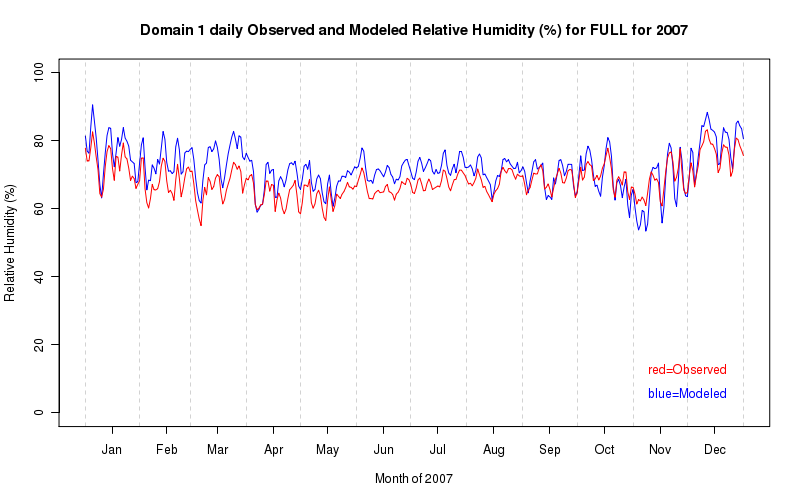 Domain 1 daily Observed and Modeled Relative Humidity (%) for FULL for 2007
Relative Humidity (%)
100
80
60
40
20
0
red=Observed
blue=Modeled
Jan Feb Mar Apr May Jun Jul Aug Sep Oct Nov Dec
Month of 2007